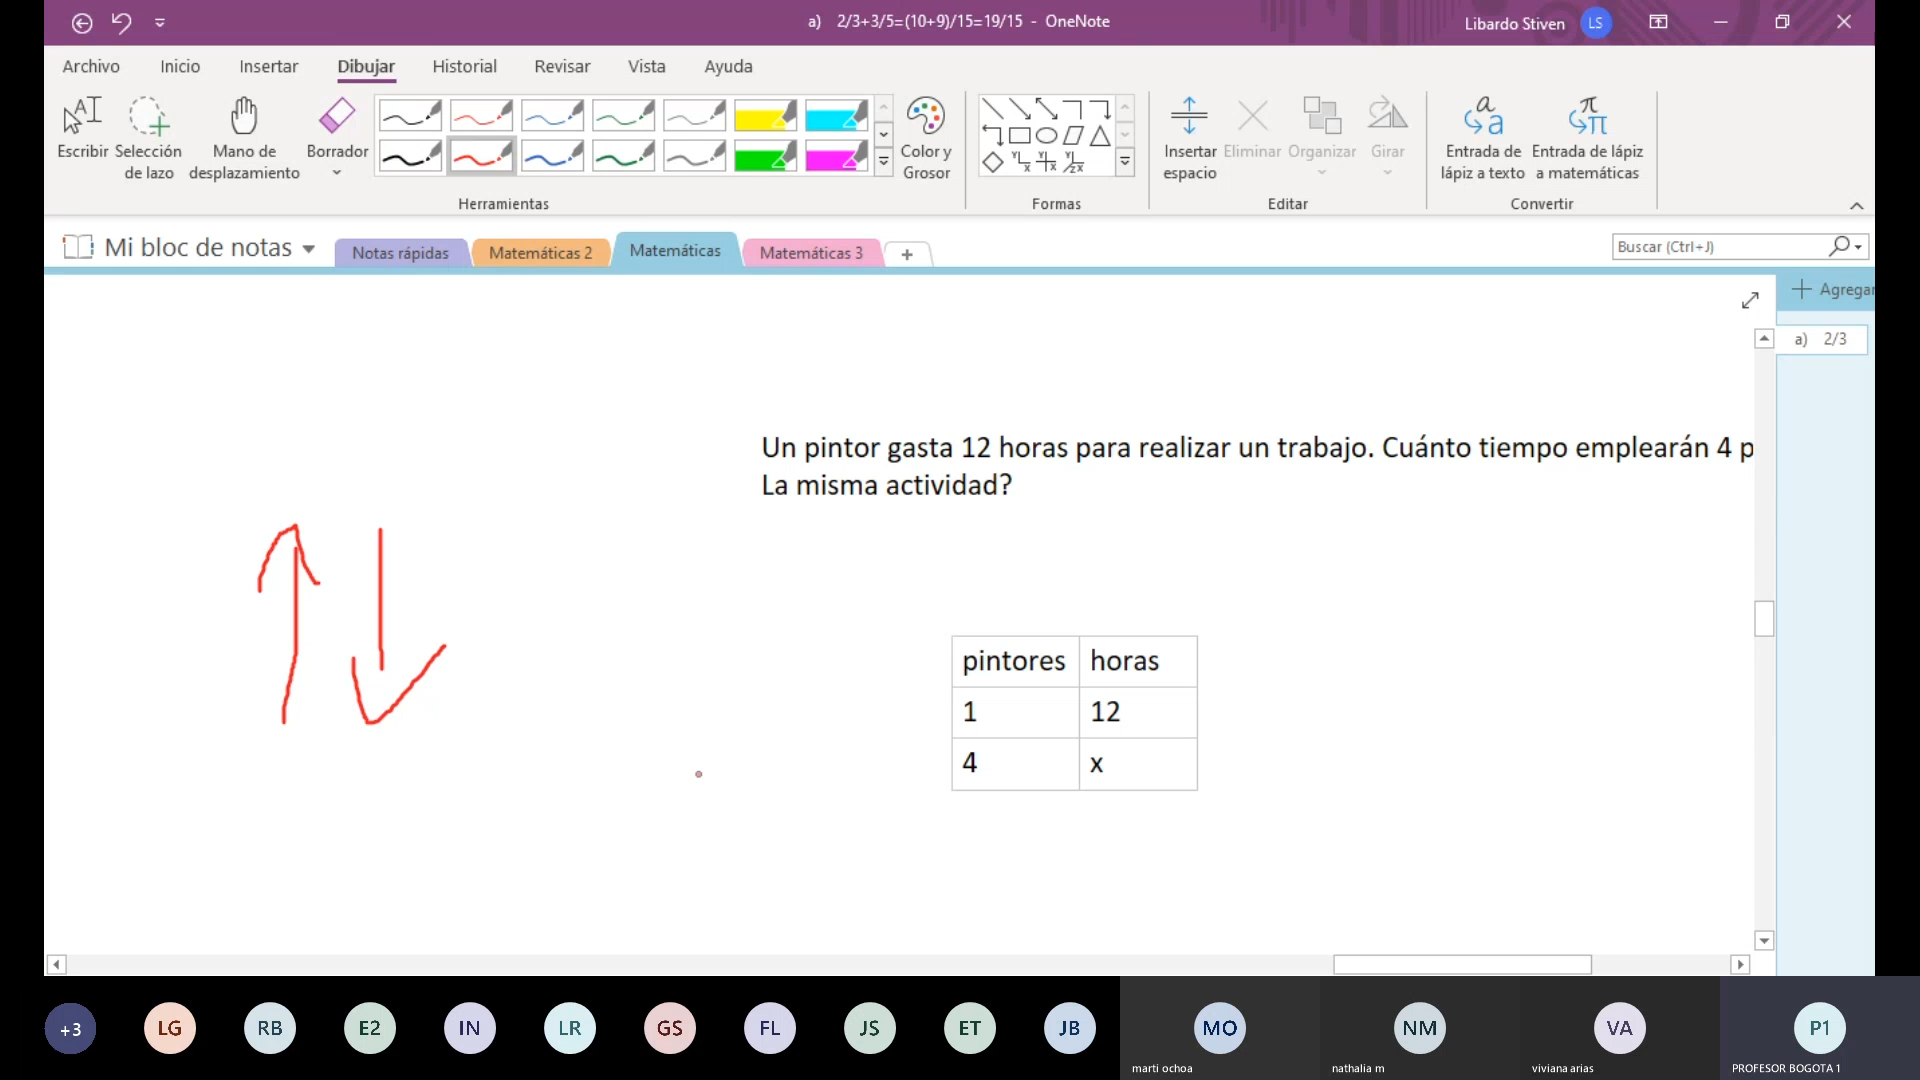 a) 2/3+3/5=(10+9)/15=19/15 - OneNote
Libardo Stiven LS
Archivo Inicio Insertar Dibujar Historial Revisar Vista Ayuda
Escribir
Selección de lazo
Mano de desplazamiento
Borrador
Color y Grosor
Insertar espacio
Eliminar
Organizar
Girar
Entrada de lápiz a texto
Entrada de lápiz a matemáticas
Herramientas Formas Editar Convertir
Mi bloc de notas Notas rápidas Matemáticas 2 Matemáticas Matemáticas 3 +
Buscar (Ctrl+J)
Agregar
a) 2/3
Un pintor gasta 12 horas para realizar un trabajo. Cuánto tiempo emplearán 4 p
La misma actividad?
pintores horas
1 12
4 x
+3 LG RB E2 IN LR GS FL JS ET JB MO NM VA P1
marti ochoa nathalia m viviana arias PROFESOR BOGOTA 1